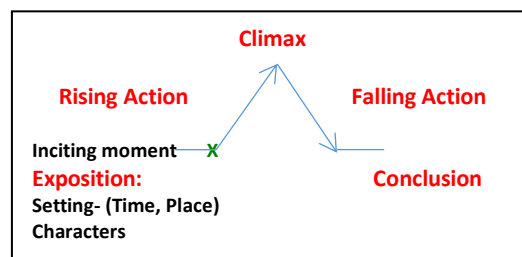 Climax
Rising Action
Falling Action
Inciting moment X
Exposition:
Conclusion
Setting- (Time, Place)
Characters